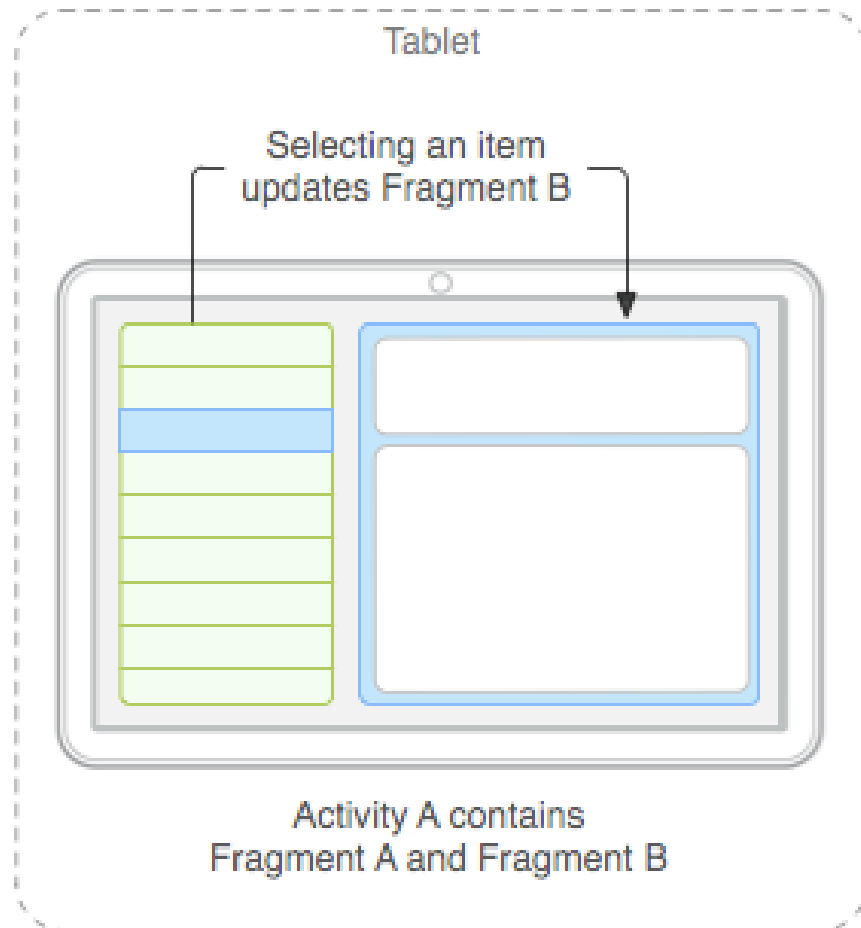 Tablet
Selecting an item
updates Fragment B
Activity A contains
Fragment A and Fragment B